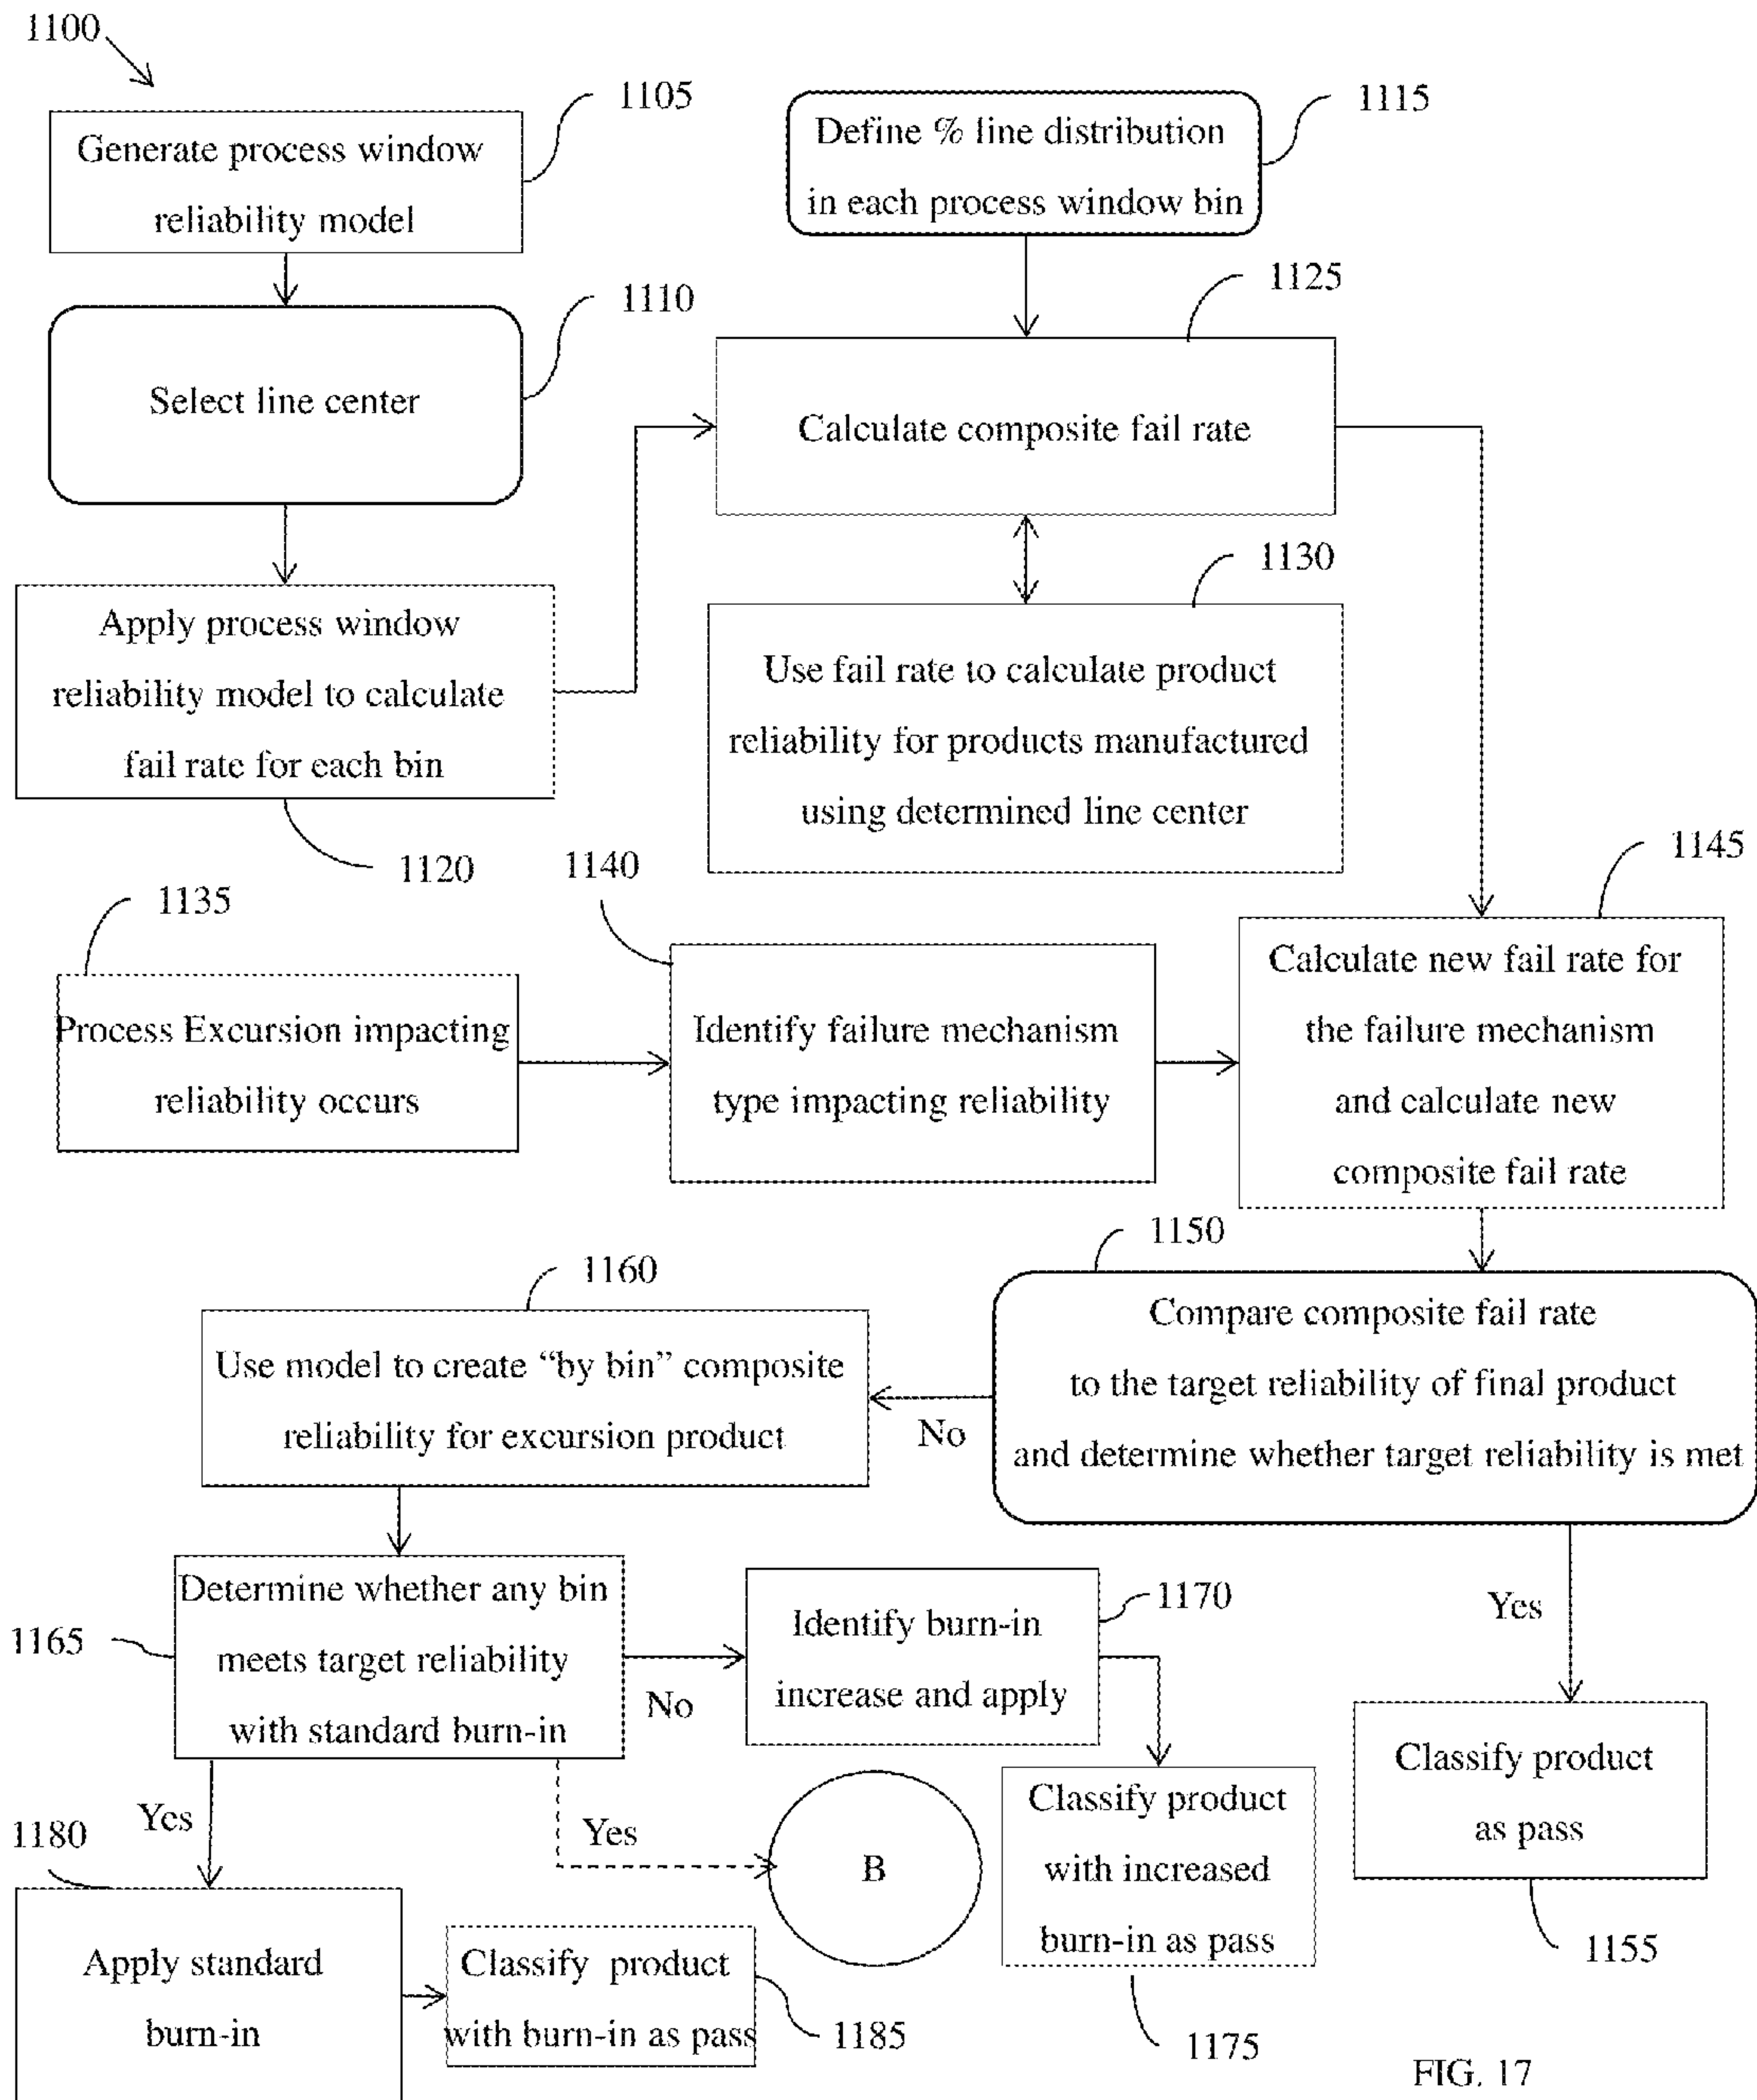 1100
1105
Generate process window
reliability model
1115
Define % line distribution
in each process window bin
1110
Select line center
1125
Calculate composite fail rate
1130
Use fail rate to calculate product
reliability for products manufactured
using determined line center
Apply process window
reliability model to calculate
fail rate for each bin
1120
1135
Process Excursion impacting
reliability occurs
1140
Identify failure mechanism
type impacting reliability
1145
Calculate new fail rate for
the failure mechanism
and calculate new
composite fail rate
1150
Compare composite fail rate
to the target reliability of final product
and determine whether target reliability is met
No
1160
Use model to create “by bin” composite
reliability for excursion product
1165
Determine whether any bin
meets target reliability
with standard burn-in
No
1170
Identify burn-in
increase and apply
Yes
Classify product
as pass
1155
Yes
Yes
B
Classify product
with increased
burn-in as pass
1175
1180
Apply standard
burn-in
Classify product
with burn-in as pass
1185
FIG. 17